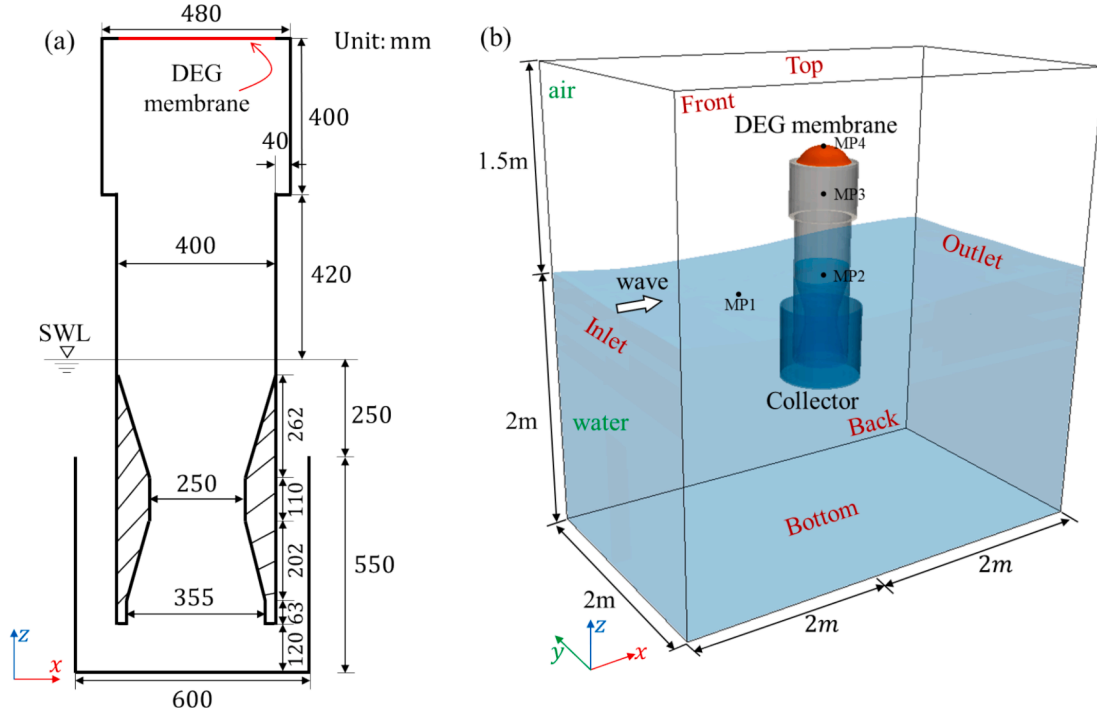 480
(a)
Unit: mm
DEG
membrane
400
40
400
420
SWL
262
250
250
110
202
550
355
63
120
z
x
600
(b)
Top
air
Front
DEG membrane
MP4
1.5m
MP3
Outlet
wave
MP2
MP1
Inlet
Collector
2m
water
Back
Bottom
2m
2m
2m
z
y
x